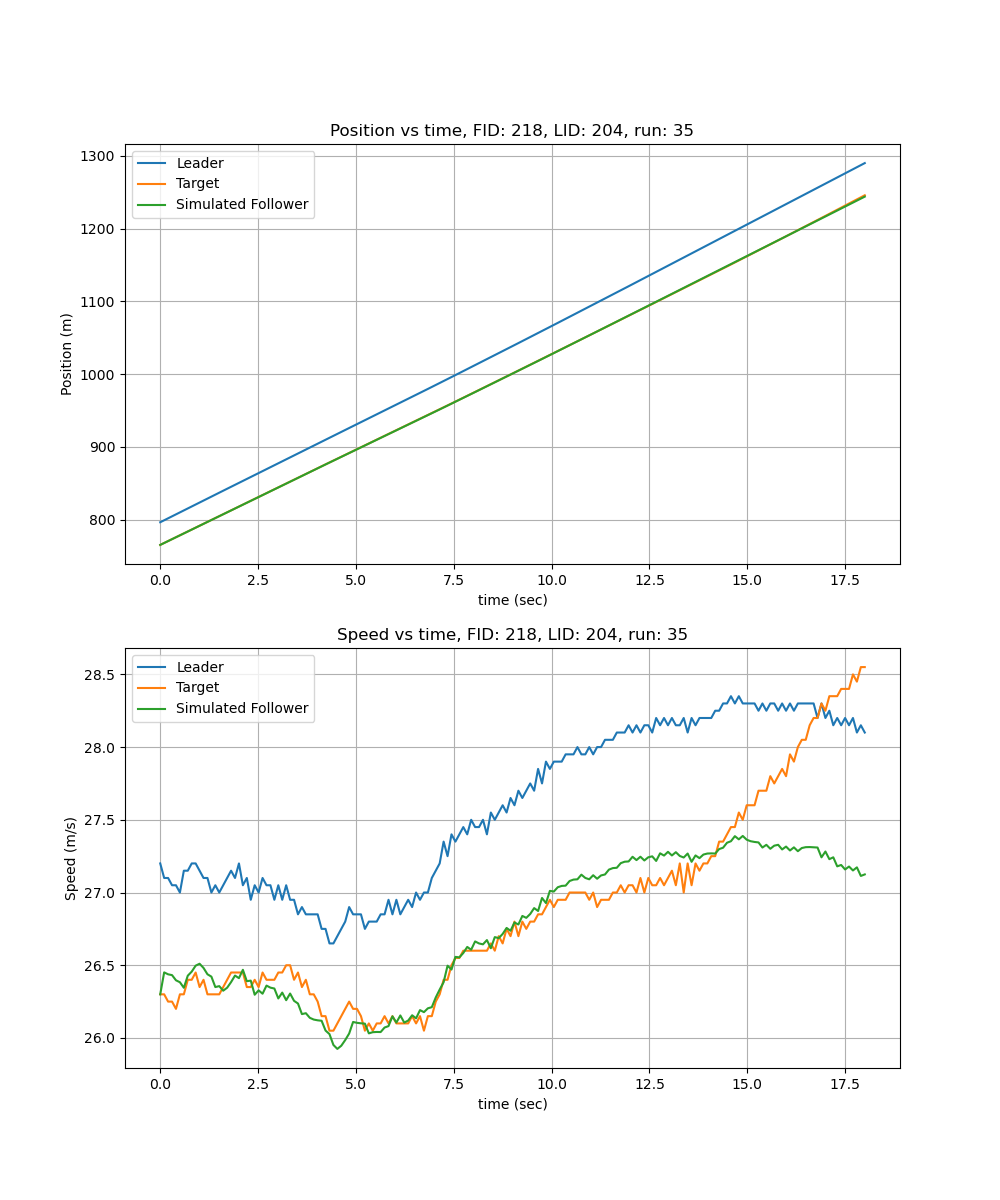 Position vs time, FID: 218, LID: 204, run: 35
Leader
Target
Simulated Follower
Position (m)
1300
1200
1100
1000
900
800
0.0 2.5 5.0 7.5 10.0 12.5 15.0 17.5
time (sec)
Speed vs time, FID: 218, LID: 204, run: 35
Leader
Target
Simulated Follower
Speed (m/s)
28.5
28.0
27.5
27.0
26.5
26.0
0.0 2.5 5.0 7.5 10.0 12.5 15.0 17.5
time (sec)